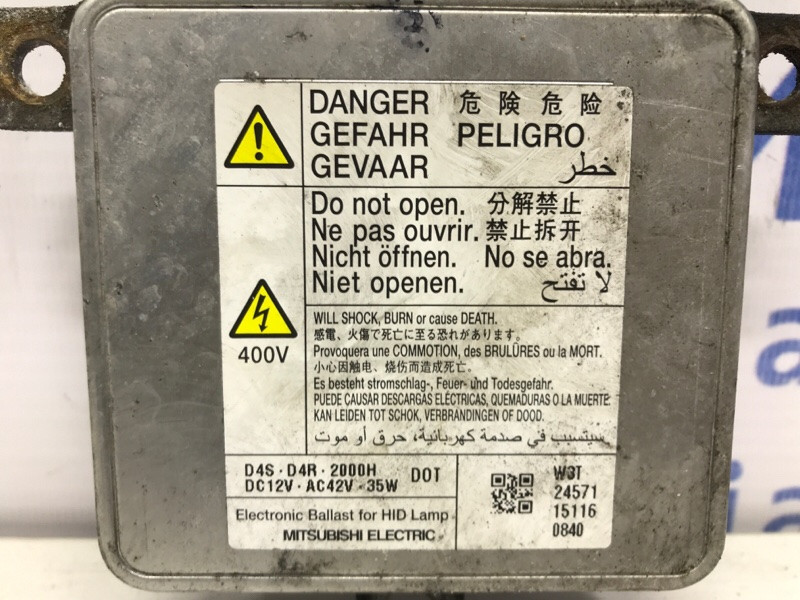 DANGER 危険危险
GEFAHR PELIGRO
GEVAAR خطر
Do not open. 分解禁止
Ne pas ouvrir. 禁止拆开
Nicht öffnen. No se abra.
Niet openen. لا تفتح
400V
WILL SHOCK, BURN or cause DEATH.
感電、火傷で死亡に至る恐れがあります。
Provoquera une COMMOTION, des BRULÛRES ou la MORT.
小心因触电、烧伤而造成死亡.
Es besteht stromschlag-, Feuer- und Todesgefahr.
PUEDE CAUSAR DESCARGAS ELÉCTRICAS, QUEMADURAS O LA MUERTE
KAN LEIDEN TOT SCHOK, VERBRANDINGEN OF DOOD.
سيتسبب في صدمة كهربائية، حرق أو موت
D4S・D4R・2000H DOT
DC12V・AC42V・35W
Electronic Ballast for HID Lamp
MITSUBISHI ELECTRIC
W3T
24571
15116
0840